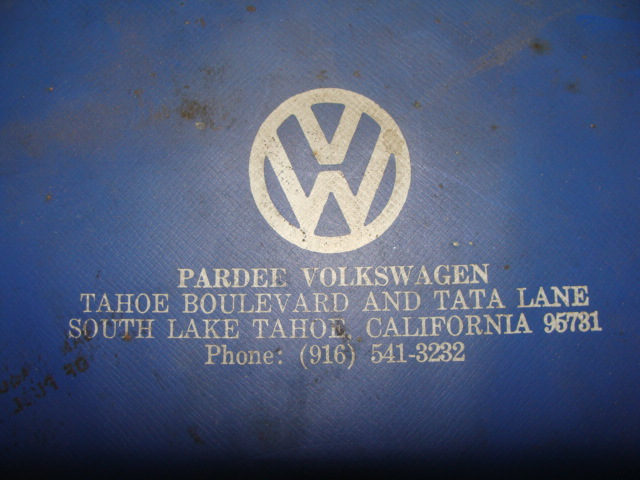 PARDEE VOLKSWAGEN
TAHOE BOULEVARD AND TATA LANE
SOUTH LAKE TAHOE, CALIFORNIA 95731
Phone: (916) 541-3232